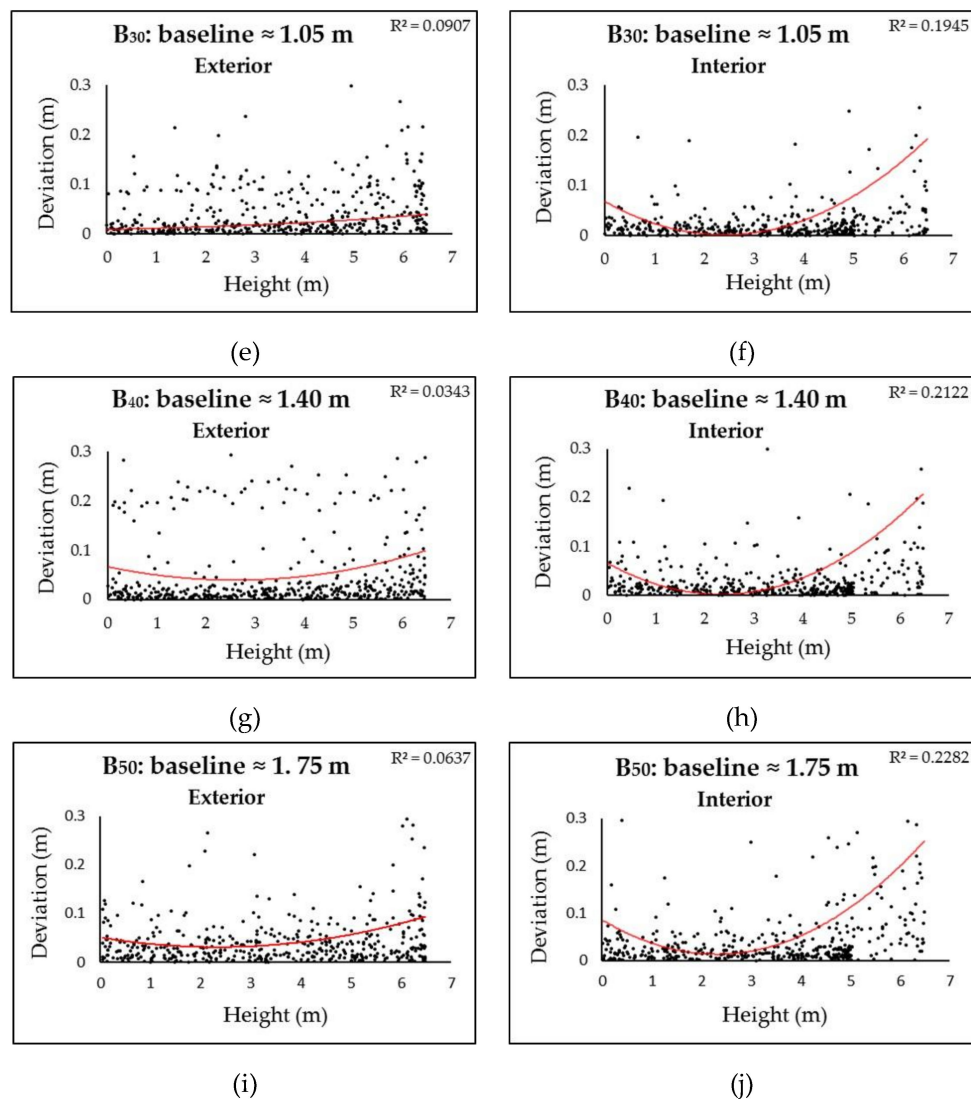 B30: baseline ≈ 1.05 m
R² = 0.0907
Exterior
0.3
0.2
0.1
0
Deviation (m)
0 1 2 3 4 5 6 7
Height (m)
(e)
B30: baseline ≈ 1.05 m
R² = 0.1945
Interior
0.3
0.2
0.1
0
Deviation (m)
0 1 2 3 4 5 6 7
Height (m)
(f)
B40: baseline ≈ 1.40 m
R² = 0.0343
Exterior
0.3
0.2
0.1
0
Deviation (m)
0 1 2 3 4 5 6 7
Height (m)
(g)
B40: baseline ≈ 1.40 m
R² = 0.2122
Interior
0.3
0.2
0.1
0
Deviation (m)
0 1 2 3 4 5 6 7
Height (m)
(h)
B50: baseline ≈ 1. 75 m
R² = 0.0637
Exterior
0.3
0.2
0.1
0
Deviation (m)
0 1 2 3 4 5 6 7
Height (m)
(i)
B50: baseline ≈ 1.75 m
R² = 0.2282
Interior
0.3
0.2
0.1
0
Deviation (m)
0 1 2 3 4 5 6 7
Height (m)
(j)